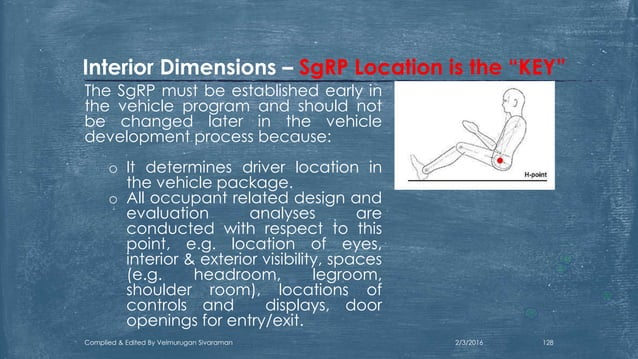 Interior Dimensions – SgRP Location is the “KEY”
The SgRP must be established early in
the vehicle program and should not
be changed later in the vehicle
development process because:
o It determines driver location in
the vehicle package.
o All occupant related design and
evaluation analyses are
conducted with respect to this
point, e.g. location of eyes,
interior & exterior visibility, spaces
(e.g. headroom, legroom,
shoulder room), locations of
controls and displays, door
openings for entry/exit.
H-point
Complied & Edited By Velmurugan Sivaraman
2/3/2016
128